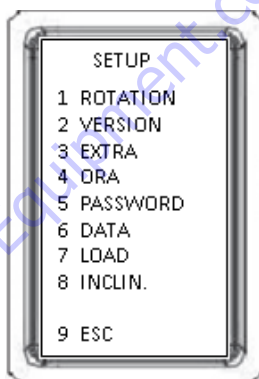 SETUP
1 ROTATION
2 VERSION
3 EXTRA
4 ORA
5 PASSWORD
6 DATA
7 LOAD
8 INCLIN.
9 ESC